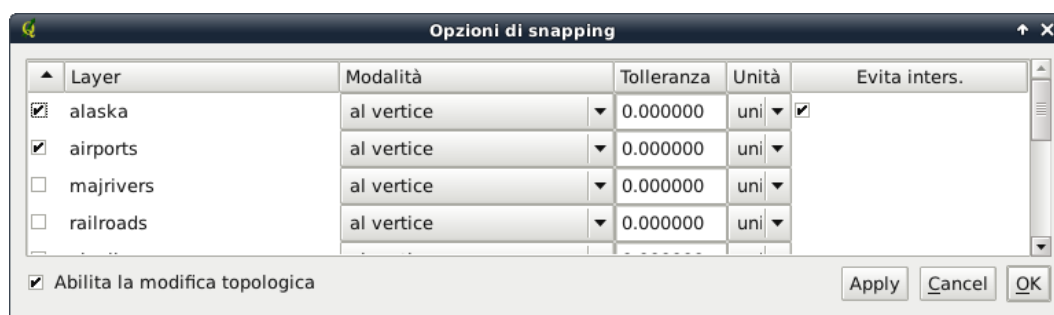 Opzioni di snapping
Layer Modalità Tolleranza Unità Evita inters.
alaska al vertice 0.000000 uni
airports al vertice 0.000000 uni
majrivers al vertice 0.000000 uni
railroads al vertice 0.000000 uni
Abilita la modifica topologica Apply Cancel OK